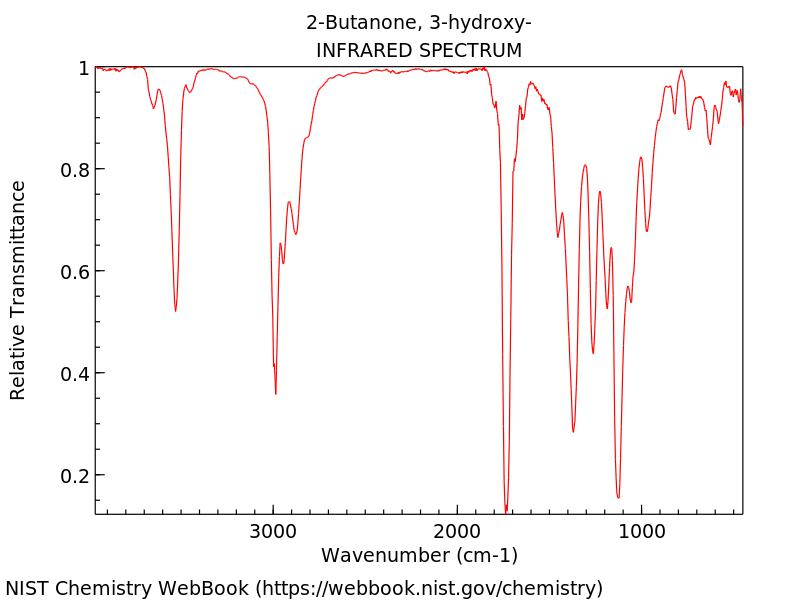 2-Butanone, 3-hydroxy-
INFRARED SPECTRUM
1
0.8
0.6
0.4
0.2
Relative Transmittance
3000 2000 1000
Wavenumber (cm-1)
NIST Chemistry WebBook (https://webbook.nist.gov/chemistry)